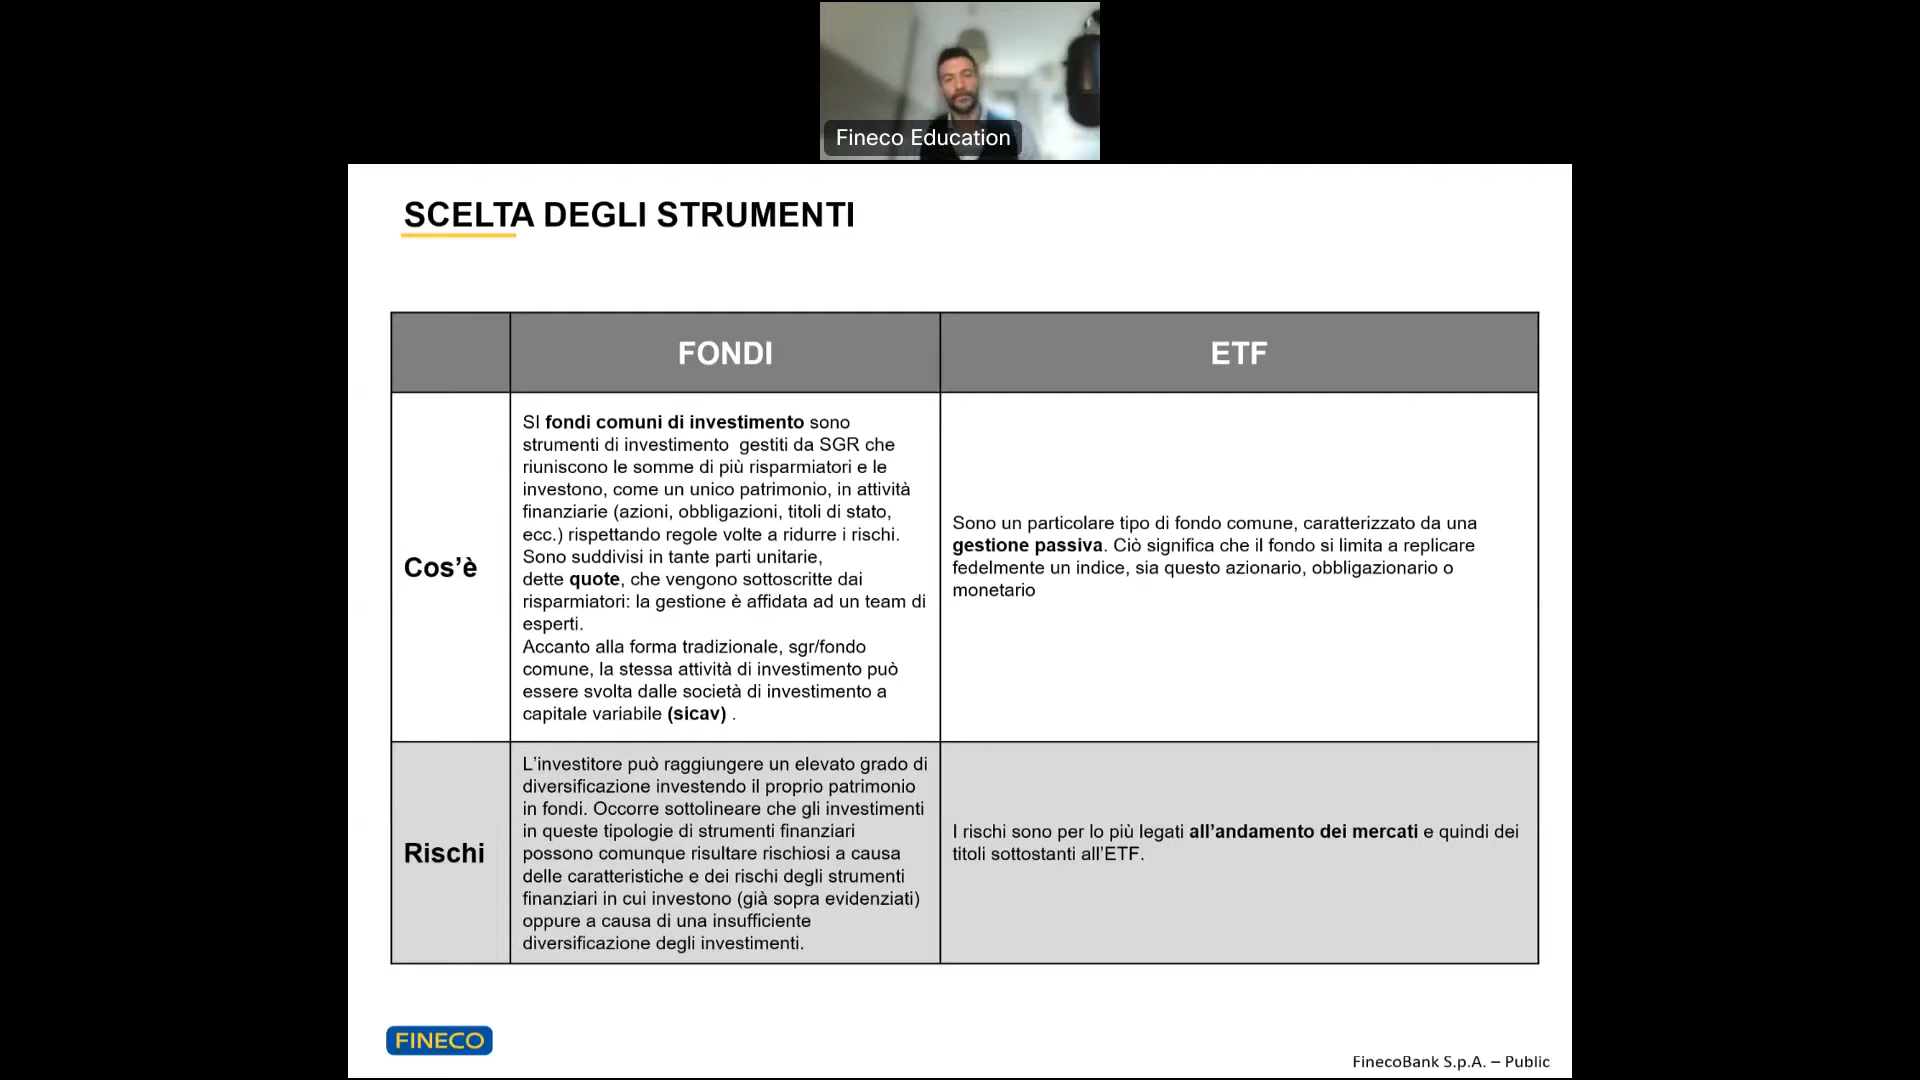 Fineco Education
SCELTA DEGLI STRUMENTI
FONDI
ETF
Cos’è
SI fondi comuni di investimento sono
strumenti di investimento  gestiti da SGR che
riuniscono le somme di più risparmiatori e le
investono, come un unico patrimonio, in attività
finanziarie (azioni, obbligazioni, titoli di stato,
ecc.) rispettando regole volte a ridurre i rischi.
Sono suddivisi in tante parti unitarie,
dette quote, che vengono sottoscritte dai
risparmiatori: la gestione è affidata ad un team di
esperti.
Accanto alla forma tradizionale, sgr/fondo
comune, la stessa attività di investimento può
essere svolta dalle società di investimento a
capitale variabile (sicav) .
Sono un particolare tipo di fondo comune, caratterizzato da una
gestione passiva. Ciò significa che il fondo si limita a replicare
fedelmente un indice, sia questo azionario, obbligazionario o
monetario
Rischi
L’investitore può raggiungere un elevato grado di
diversificazione investendo il proprio patrimonio
in fondi. Occorre sottolineare che gli investimenti
in queste tipologie di strumenti finanziari
possono comunque risultare rischiosi a causa
delle caratteristiche e dei rischi degli strumenti
finanziari in cui investono (già sopra evidenziati)
oppure a causa di una insufficiente
diversificazione degli investimenti.
I rischi sono per lo più legati all’andamento dei mercati e quindi dei
titoli sottostanti all’ETF.
FINECO
FinecoBank S.p.A. – Public